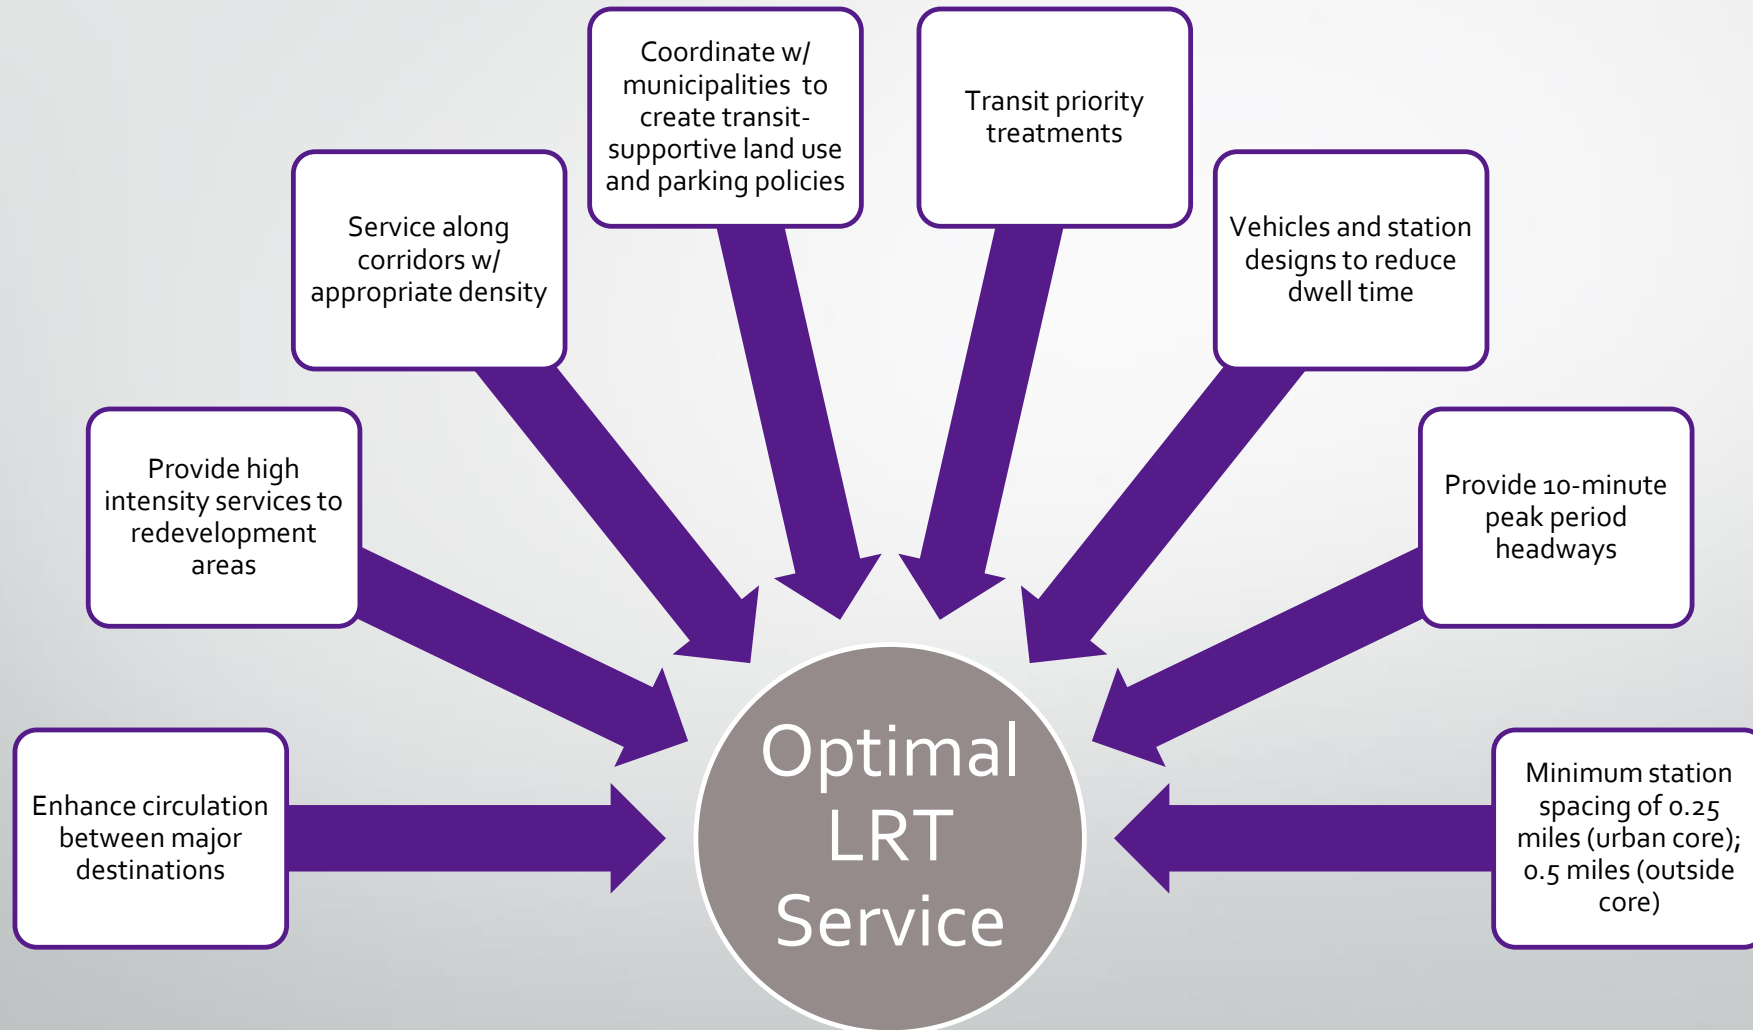 Coordinate w/
municipalities to
create transit-
supportive land use
and parking policies
Transit priority
treatments
Service along
corridors w/
appropriate density
Vehicles and station
designs to reduce
dwell time
Provide high
intensity services to
redevelopment
areas
Provide 10-minute
peak period
headways
Enhance circulation
between major
destinations
Optimal
LRT
Service
Minimum station
spacing of 0.25
miles (urban core);
0.5 miles (outside
core)